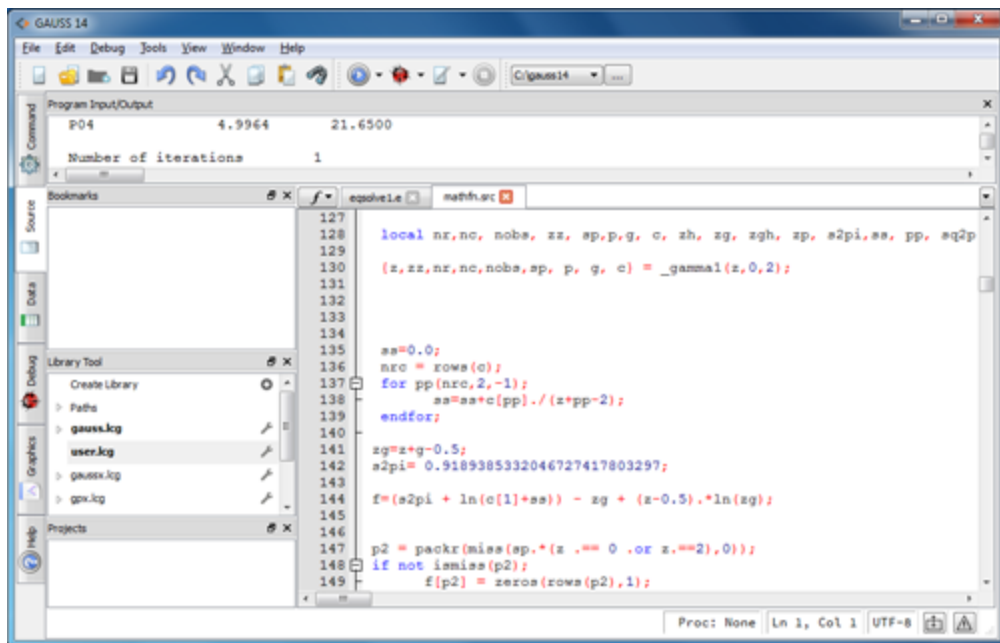 GAUSS 14
File Edit Debug Tools View Window Help
C:\gauss14
Command
Source
Data
Debug
Graphics
Help
Program Input/Output
P04 4.9964 21.6500
Number of iterations 1
Bookmarks
Library Tool
Create Library
Paths
gauss.lcg
user.lcg
gaussx.lcg
gpx.lcg
Projects
eqsolve1.e mathfn.src
127
128 local nr,nc, nobs, zz, sp,p,g, c, zh, zg, zgh, zp, s2pi,ss, pp, sq2p
129
130 {z,zz,nr,nc,nobs,sp, p, g, c} = _gamma1(z,0,2);
131
132
133
134
135 ss=0.0;
136 nrc = rows(c);
137 for pp(nrc,2,-1);
138 ss=ss+c[pp]./(z+pp-2);
139 endfor;
140
141 zg=z+g-0.5;
142 s2pi= 0.9189385332046727417803297;
143
144 f=(s2pi + ln(c[1]+ss)) - zg + (z-0.5).*ln(zg);
145
146
147 p2 = packr(miss(sp.*(z .== 0 .or z.==2),0));
148 if not ismiss(p2);
149 f[p2] = zeros(rows(p2),1);
Proc: None Ln 1, Col 1 UTF-8